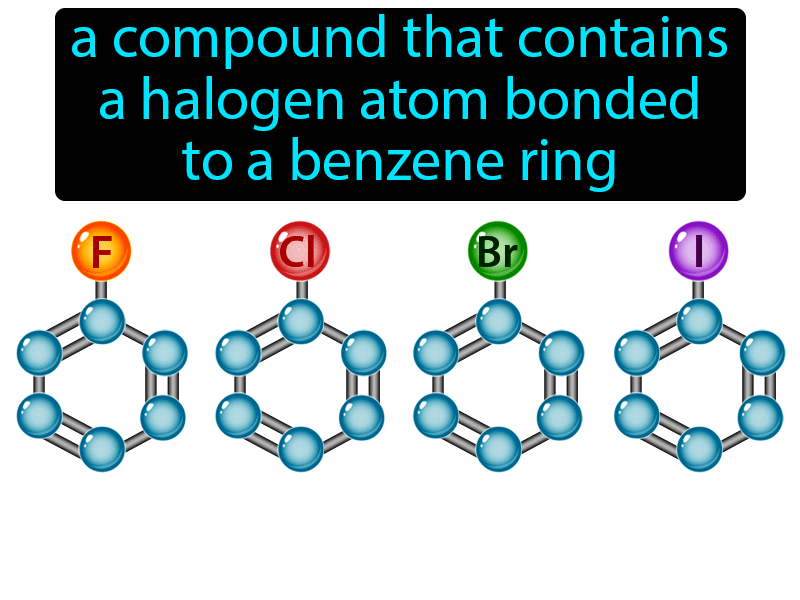 a compound that contains
a halogen atom bonded
to a benzene ring
F Cl Br I